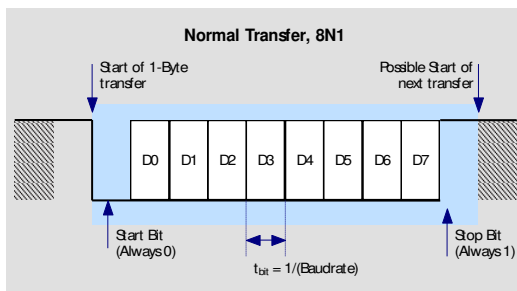 Normal Transfer, 8N1
Start of 1-Byte
transfer
Possible Start of
next transfer
D0 D1 D2 D3 D4 D5 D6 D7
Start Bit
(Always 0)
Stop Bit
(Always 1)
tbit = 1/(Baudrate)